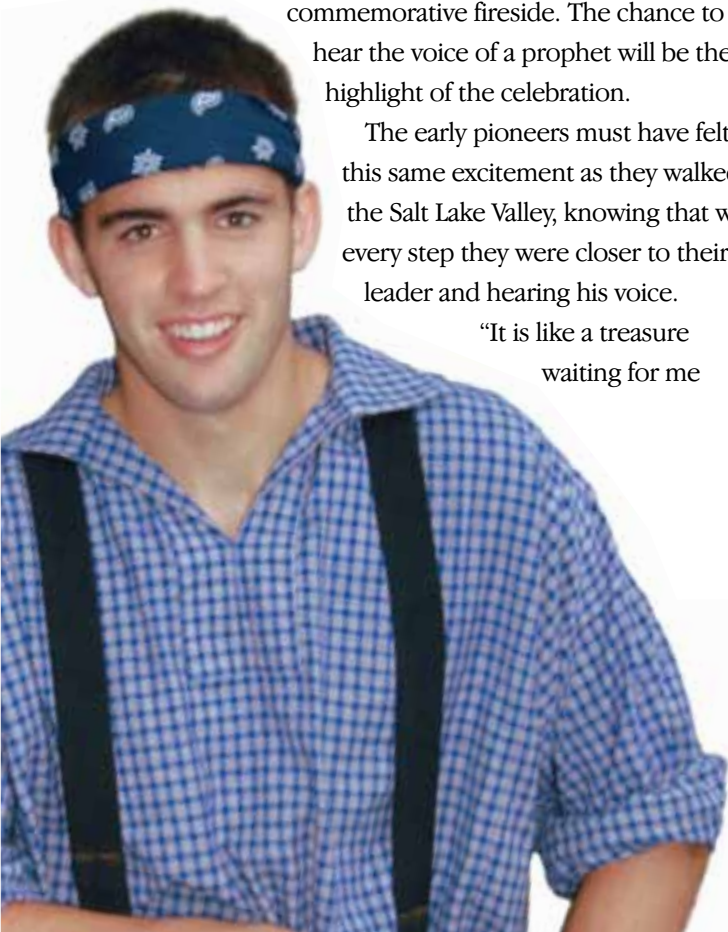 commemorative fireside. The chance to
hear the voice of a prophet will be the
highlight of the celebration.
The early pioneers must have felt
this same excitement as they walked
the Salt Lake Valley, knowing that w
every step they were closer to their
leader and hearing his voice.
“It is like a treasure
waiting for me